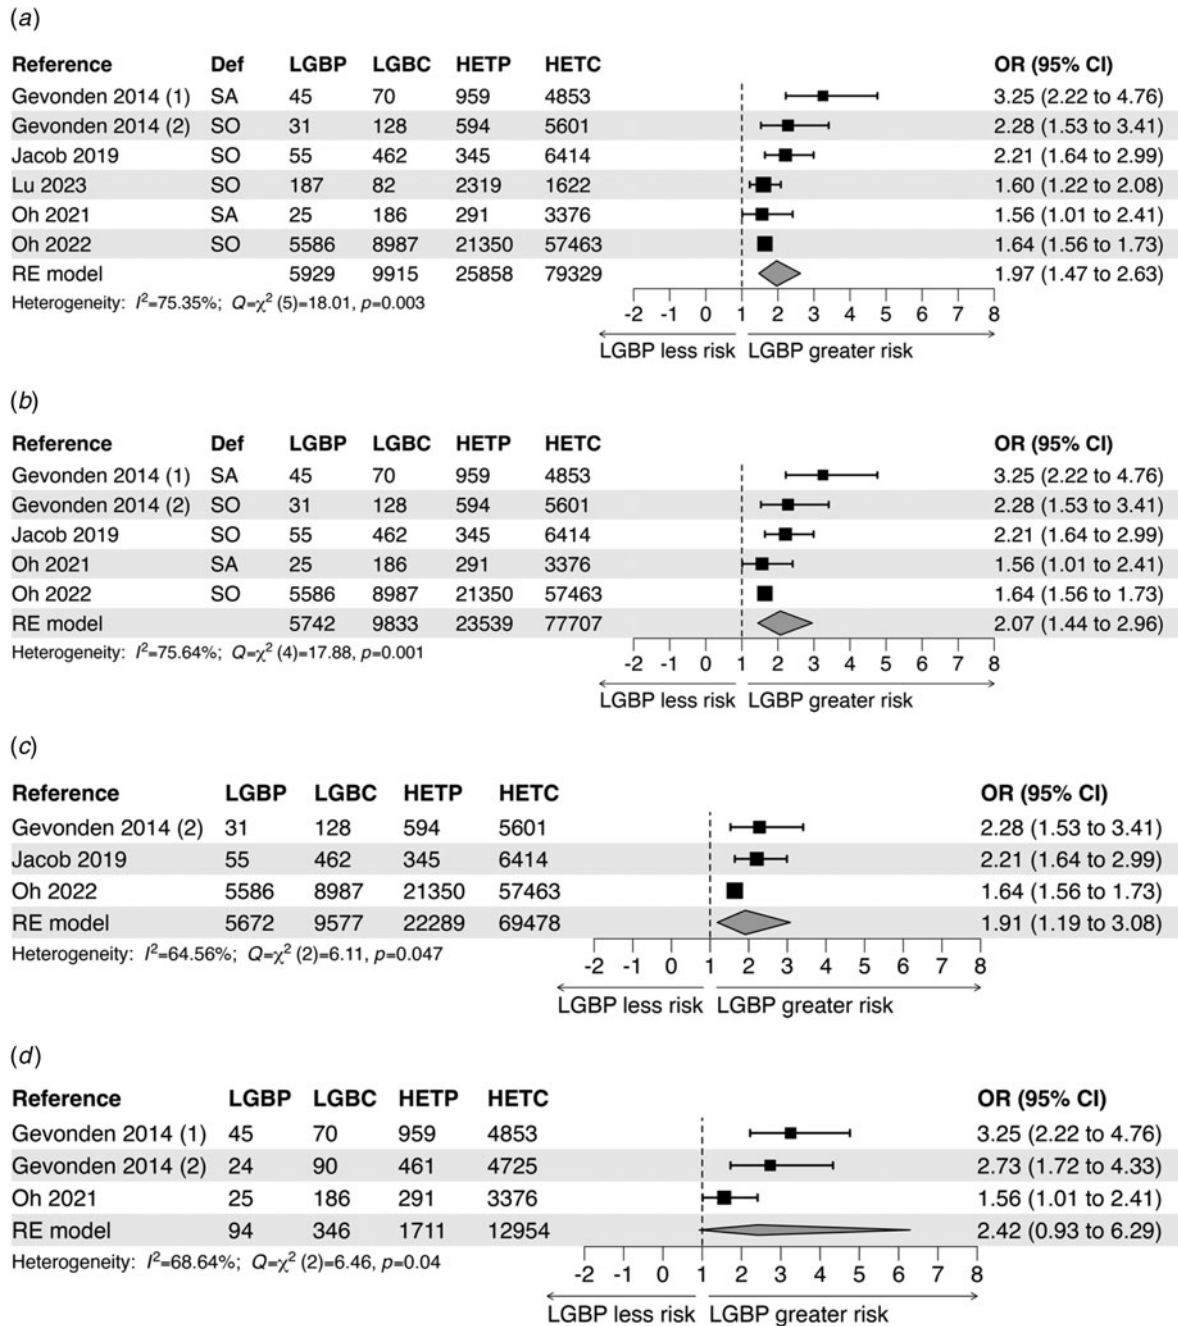 (a)
Reference Def LGBP LGBC HETP HETC OR (95% CI)
Gevonden 2014 (1) SA 45 70 959 4853 3.25 (2.22 to 4.76)
Gevonden 2014 (2) SO 31 128 594 5601 2.28 (1.53 to 3.41)
Jacob 2019 SO 55 462 345 6414 2.21 (1.64 to 2.99)
Lu 2023 SO 187 82 2319 1622 1.60 (1.22 to 2.08)
Oh 2021 SA 25 186 291 3376 1.56 (1.01 to 2.41)
Oh 2022 SO 5586 8987 21350 57463 1.64 (1.56 to 1.73)
RE model 5929 9915 25858 79329 1.97 (1.47 to 2.63)
Heterogeneity: I²=75.35%; Q=χ² (5)=18.01, p=0.003
-2 -1 0 1 2 3 4 5 6 7 8
LGBP less risk LGBP greater risk
(b)
Reference Def LGBP LGBC HETP HETC OR (95% CI)
Gevonden 2014 (1) SA 45 70 959 4853 3.25 (2.22 to 4.76)
Gevonden 2014 (2) SO 31 128 594 5601 2.28 (1.53 to 3.41)
Jacob 2019 SO 55 462 345 6414 2.21 (1.64 to 2.99)
Oh 2021 SA 25 186 291 3376 1.56 (1.01 to 2.41)
Oh 2022 SO 5586 8987 21350 57463 1.64 (1.56 to 1.73)
RE model 5742 9833 23539 77707 2.07 (1.44 to 2.96)
Heterogeneity: I²=75.64%; Q=χ² (4)=17.88, p=0.001
-2 -1 0 1 2 3 4 5 6 7 8
LGBP less risk LGBP greater risk
(c)
Reference LGBP LGBC HETP HETC OR (95% CI)
Gevonden 2014 (2) 31 128 594 5601 2.28 (1.53 to 3.41)
Jacob 2019 55 462 345 6414 2.21 (1.64 to 2.99)
Oh 2022 5586 8987 21350 57463 1.64 (1.56 to 1.73)
RE model 5672 9577 22289 69478 1.91 (1.19 to 3.08)
Heterogeneity: I²=64.56%; Q=χ² (2)=6.11, p=0.047
-2 -1 0 1 2 3 4 5 6 7 8
LGBP less risk LGBP greater risk
(d)
Reference LGBP LGBC HETP HETC OR (95% CI)
Gevonden 2014 (1) 45 70 959 4853 3.25 (2.22 to 4.76)
Gevonden 2014 (2) 24 90 461 4725 2.73 (1.72 to 4.33)
Oh 2021 25 186 291 3376 1.56 (1.01 to 2.41)
RE model 94 346 1711 12954 2.42 (0.93 to 6.29)
Heterogeneity: I²=68.64%; Q=χ² (2)=6.46, p=0.04
-2 -1 0 1 2 3 4 5 6 7 8
LGBP less risk LGBP greater risk